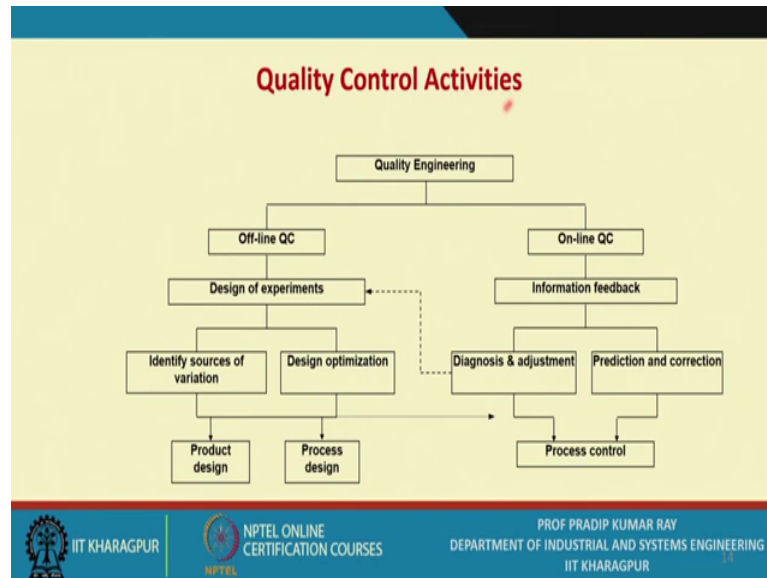 Quality Control Activities
Quality Engineering
Off-line QC
On-line QC
Design of experiments
Information feedback
Identify sources of
variation
Design optimization
Diagnosis & adjustment
Prediction and correction
Product
design
Process
design
Process control
IIT KHARAGPUR
NPTEL
NPTEL ONLINE
CERTIFICATION COURSES
PROF PRADIP KUMAR RAY
DEPARTMENT OF INDUSTRIAL AND SYSTEMS ENGINEERING
IIT KHARAGPUR
14